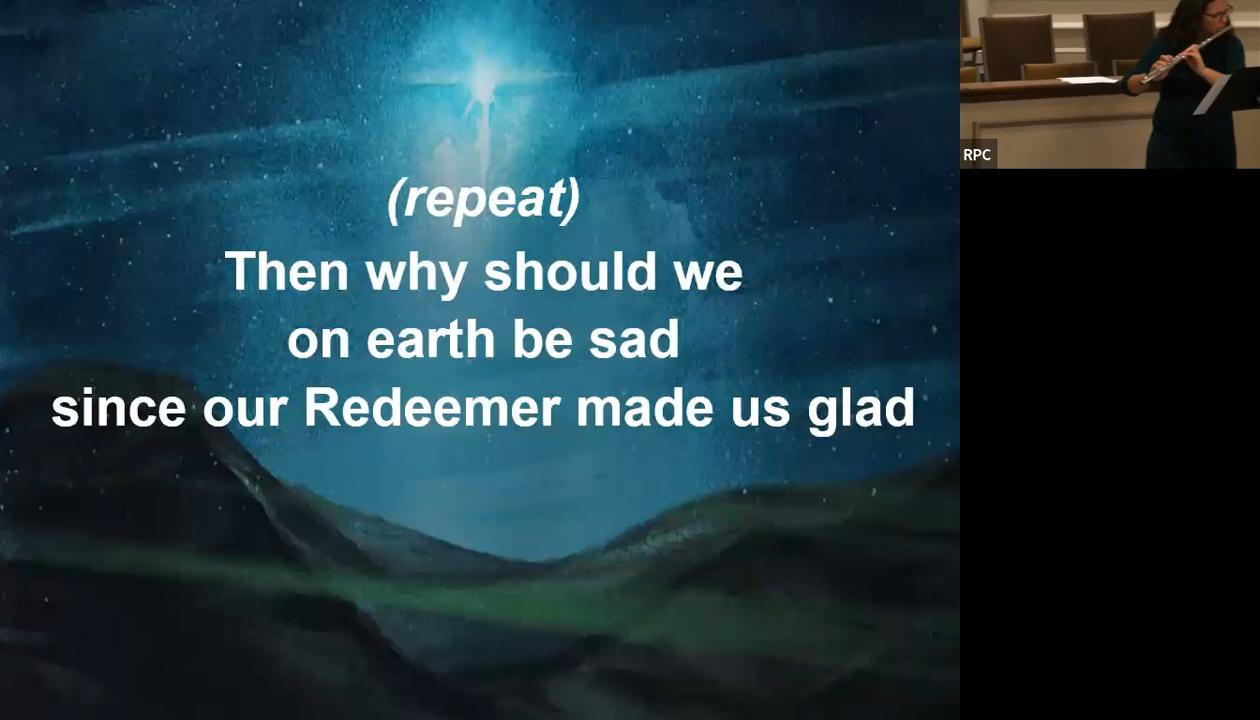 (repeat)
Then why should we
on earth be sad
since our Redeemer made us glad
RPC